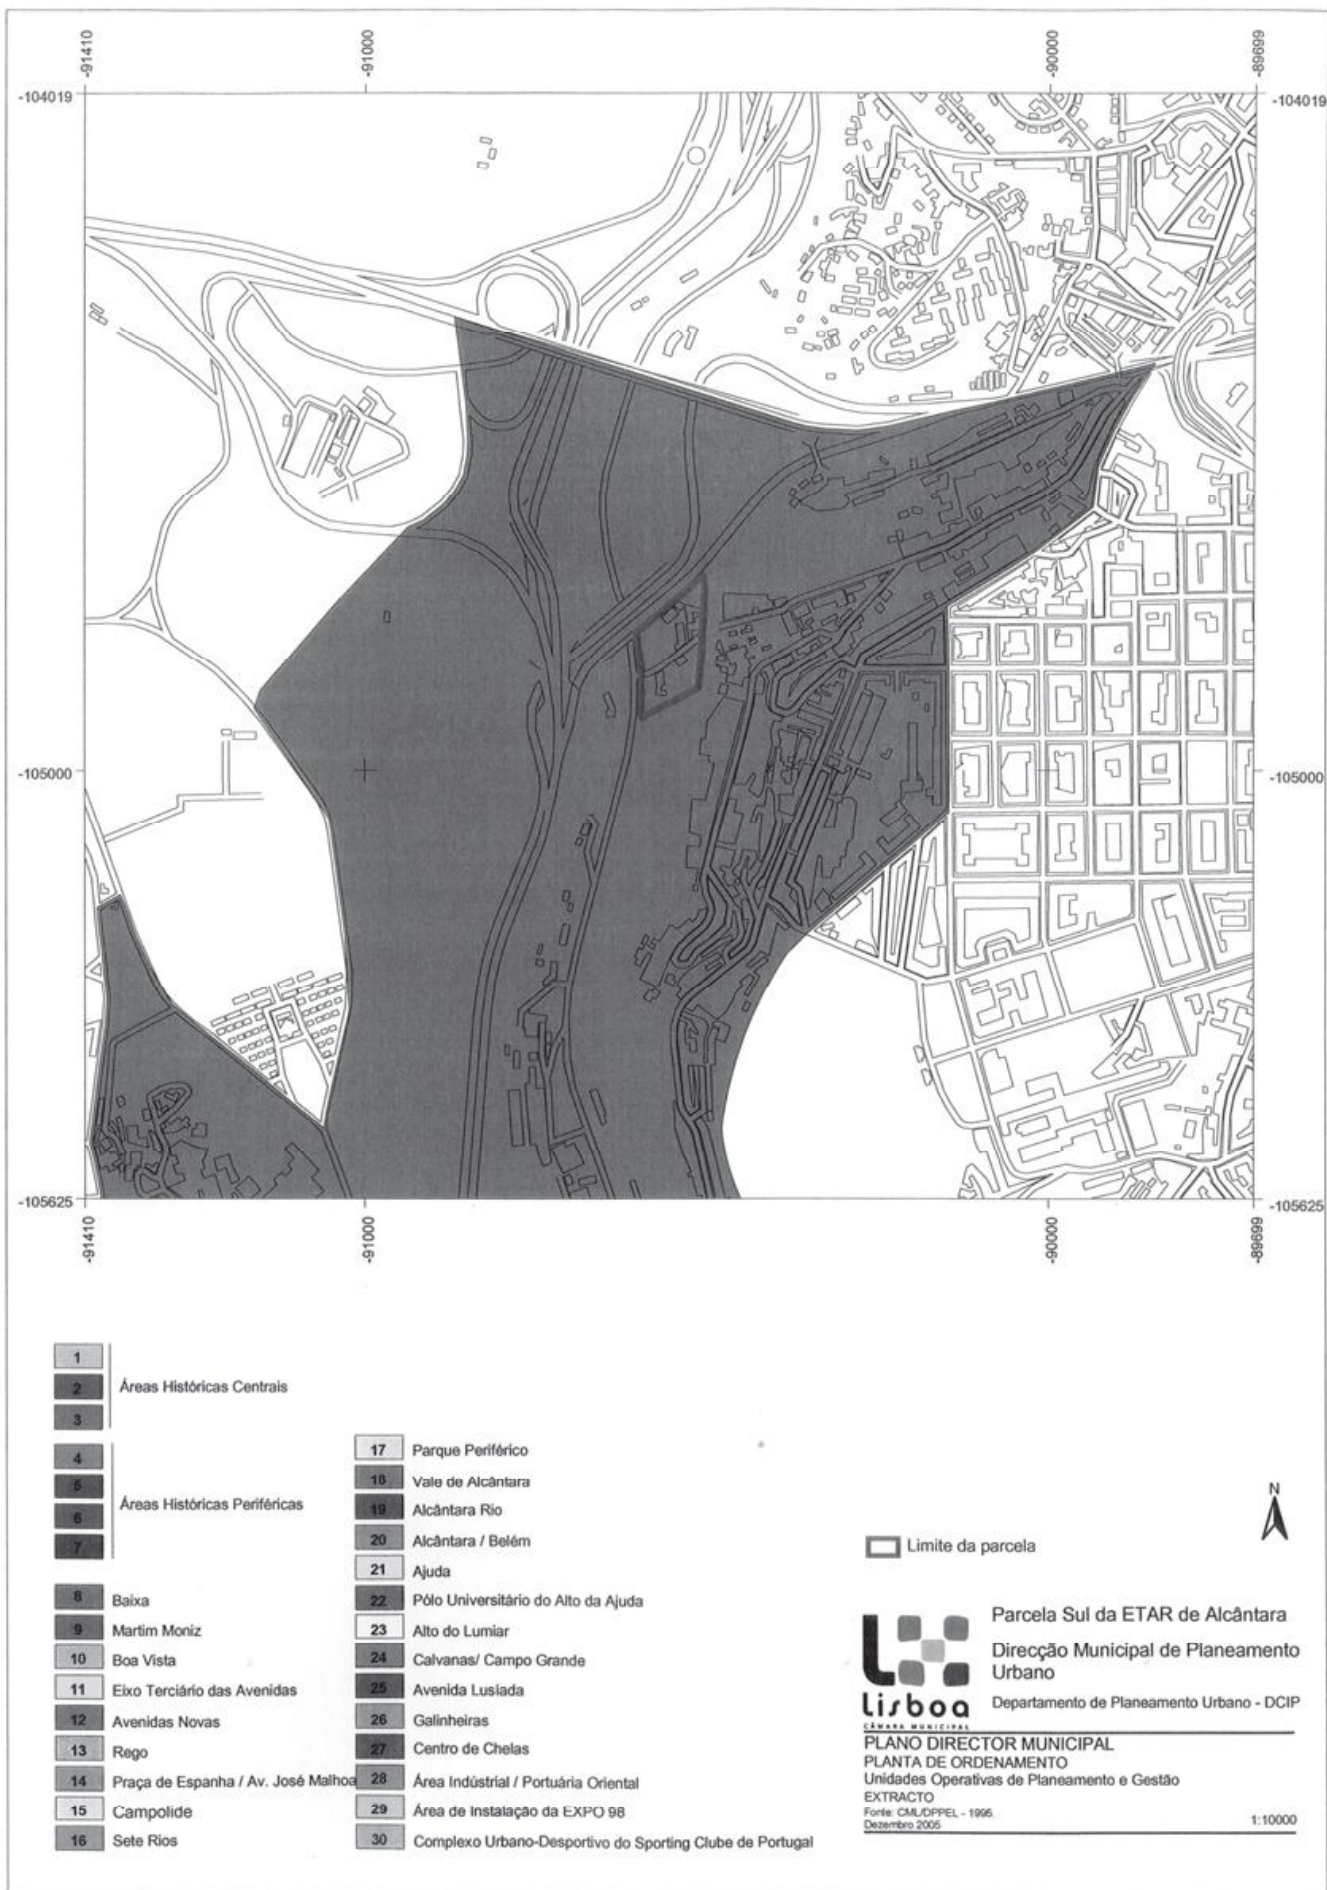 -91410
-91000
-90000
-89699
-104019
-104019
-105000
-105000
-105625
-105625
-91410
-91000
-90000
-89699
1
2
3
Áreas Históricas Centrais
4
5
6
7
Áreas Históricas Periféricas
8 Baixa
9 Martim Moniz
10 Boa Vista
11 Eixo Terciário das Avenidas
12 Avenidas Novas
13 Rego
14 Praça de Espanha / Av. José Malhoa
15 Campolide
16 Sete Rios
17 Parque Periférico
18 Vale de Alcântara
19 Alcântara Rio
20 Alcântara / Belém
21 Ajuda
22 Pólo Universitário do Alto da Ajuda
23 Alto do Lumiar
24 Calvanas/ Campo Grande
25 Avenida Lusíada
26 Galinheiras
27 Centro de Chelas
28 Área Indústrial / Portuária Oriental
29 Área de Instalação da EXPO 98
30 Complexo Urbano-Desportivo do Sporting Clube de Portugal
N
Limite da parcela
Lisboa
CÂMARA MUNICIPAL
Parcela Sul da ETAR de Alcântara
Direcção Municipal de Planeamento
Urbano
Departamento de Planeamento Urbano - DCIP
PLANO DIRECTOR MUNICIPAL
PLANTA DE ORDENAMENTO
Unidades Operativas de Planeamento e Gestão
EXTRACTO
Fonte: CML/DPPEL - 1996.
Dezembro 2005
1:10000